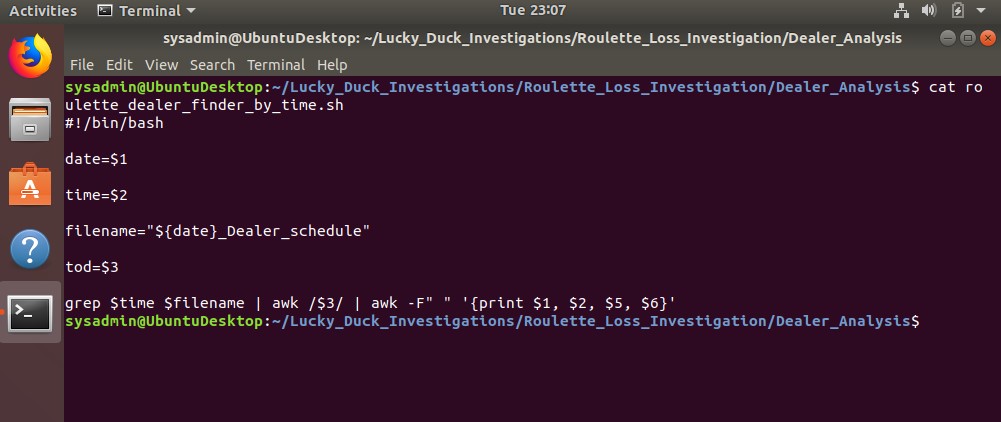 Activities Terminal Tue 23:07
sysadmin@UbuntuDesktop: ~/Lucky_Duck_Investigations/Roulette_Loss_Investigation/Dealer_Analysis
File Edit View Search Terminal Help
sysadmin@UbuntuDesktop:~/Lucky_Duck_Investigations/Roulette_Loss_Investigation/Dealer_Analysis$ cat ro
ulette_dealer_finder_by_time.sh
#!/bin/bash
date=$1
time=$2
filename="${date}_Dealer_schedule"
tod=$3
grep $time $filename | awk /$3/ | awk -F" " '{print $1, $2, $5, $6}'
sysadmin@UbuntuDesktop:~/Lucky_Duck_Investigations/Roulette_Loss_Investigation/Dealer_Analysis$